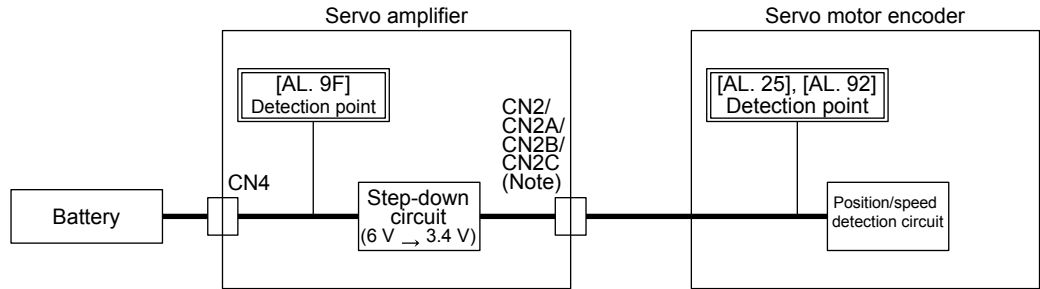 Servo amplifier
Servo motor encoder
[AL. 9F]
Detection point
[AL. 25], [AL. 92]
Detection point
CN2/
CN2A/
CN2B/
CN2C
(Note)
CN4
Battery
Step-down
circuit
(6 V → 3.4 V)
Position/speed
detection circuit